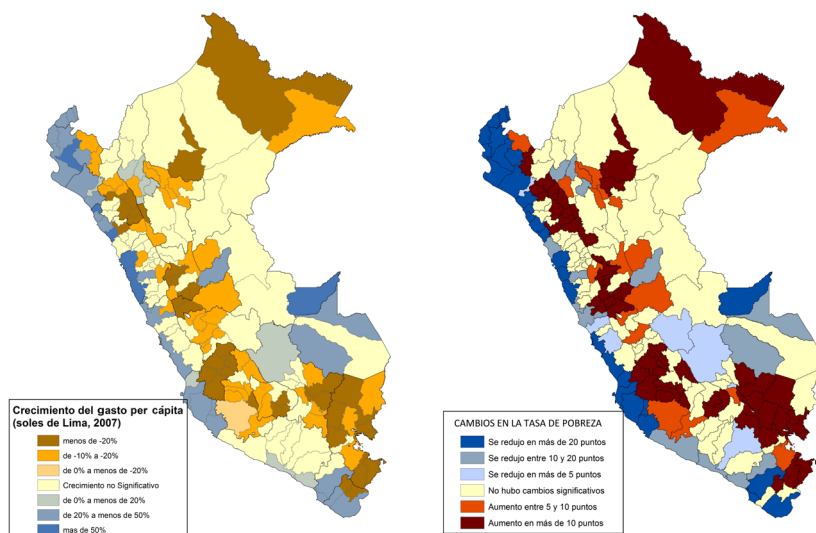 Crecimiento del gasto per cápita
(soles de Lima, 2007)
menos de -20%
de -10% a -20%
de 0% a menos de -20%
Crecimiento no Significativo
de 0% a menos de 20%
de 20% a menos de 50%
mas de 50%
CAMBIOS EN LA TASA DE POBREZA
Se redujo en más de 20 puntos
Se redujo entre 10 y 20 puntos
Se redujo en más de 5 puntos
No hubo cambios significativos
Aumento entre 5 y 10 puntos
Aumento en más de 10 puntos